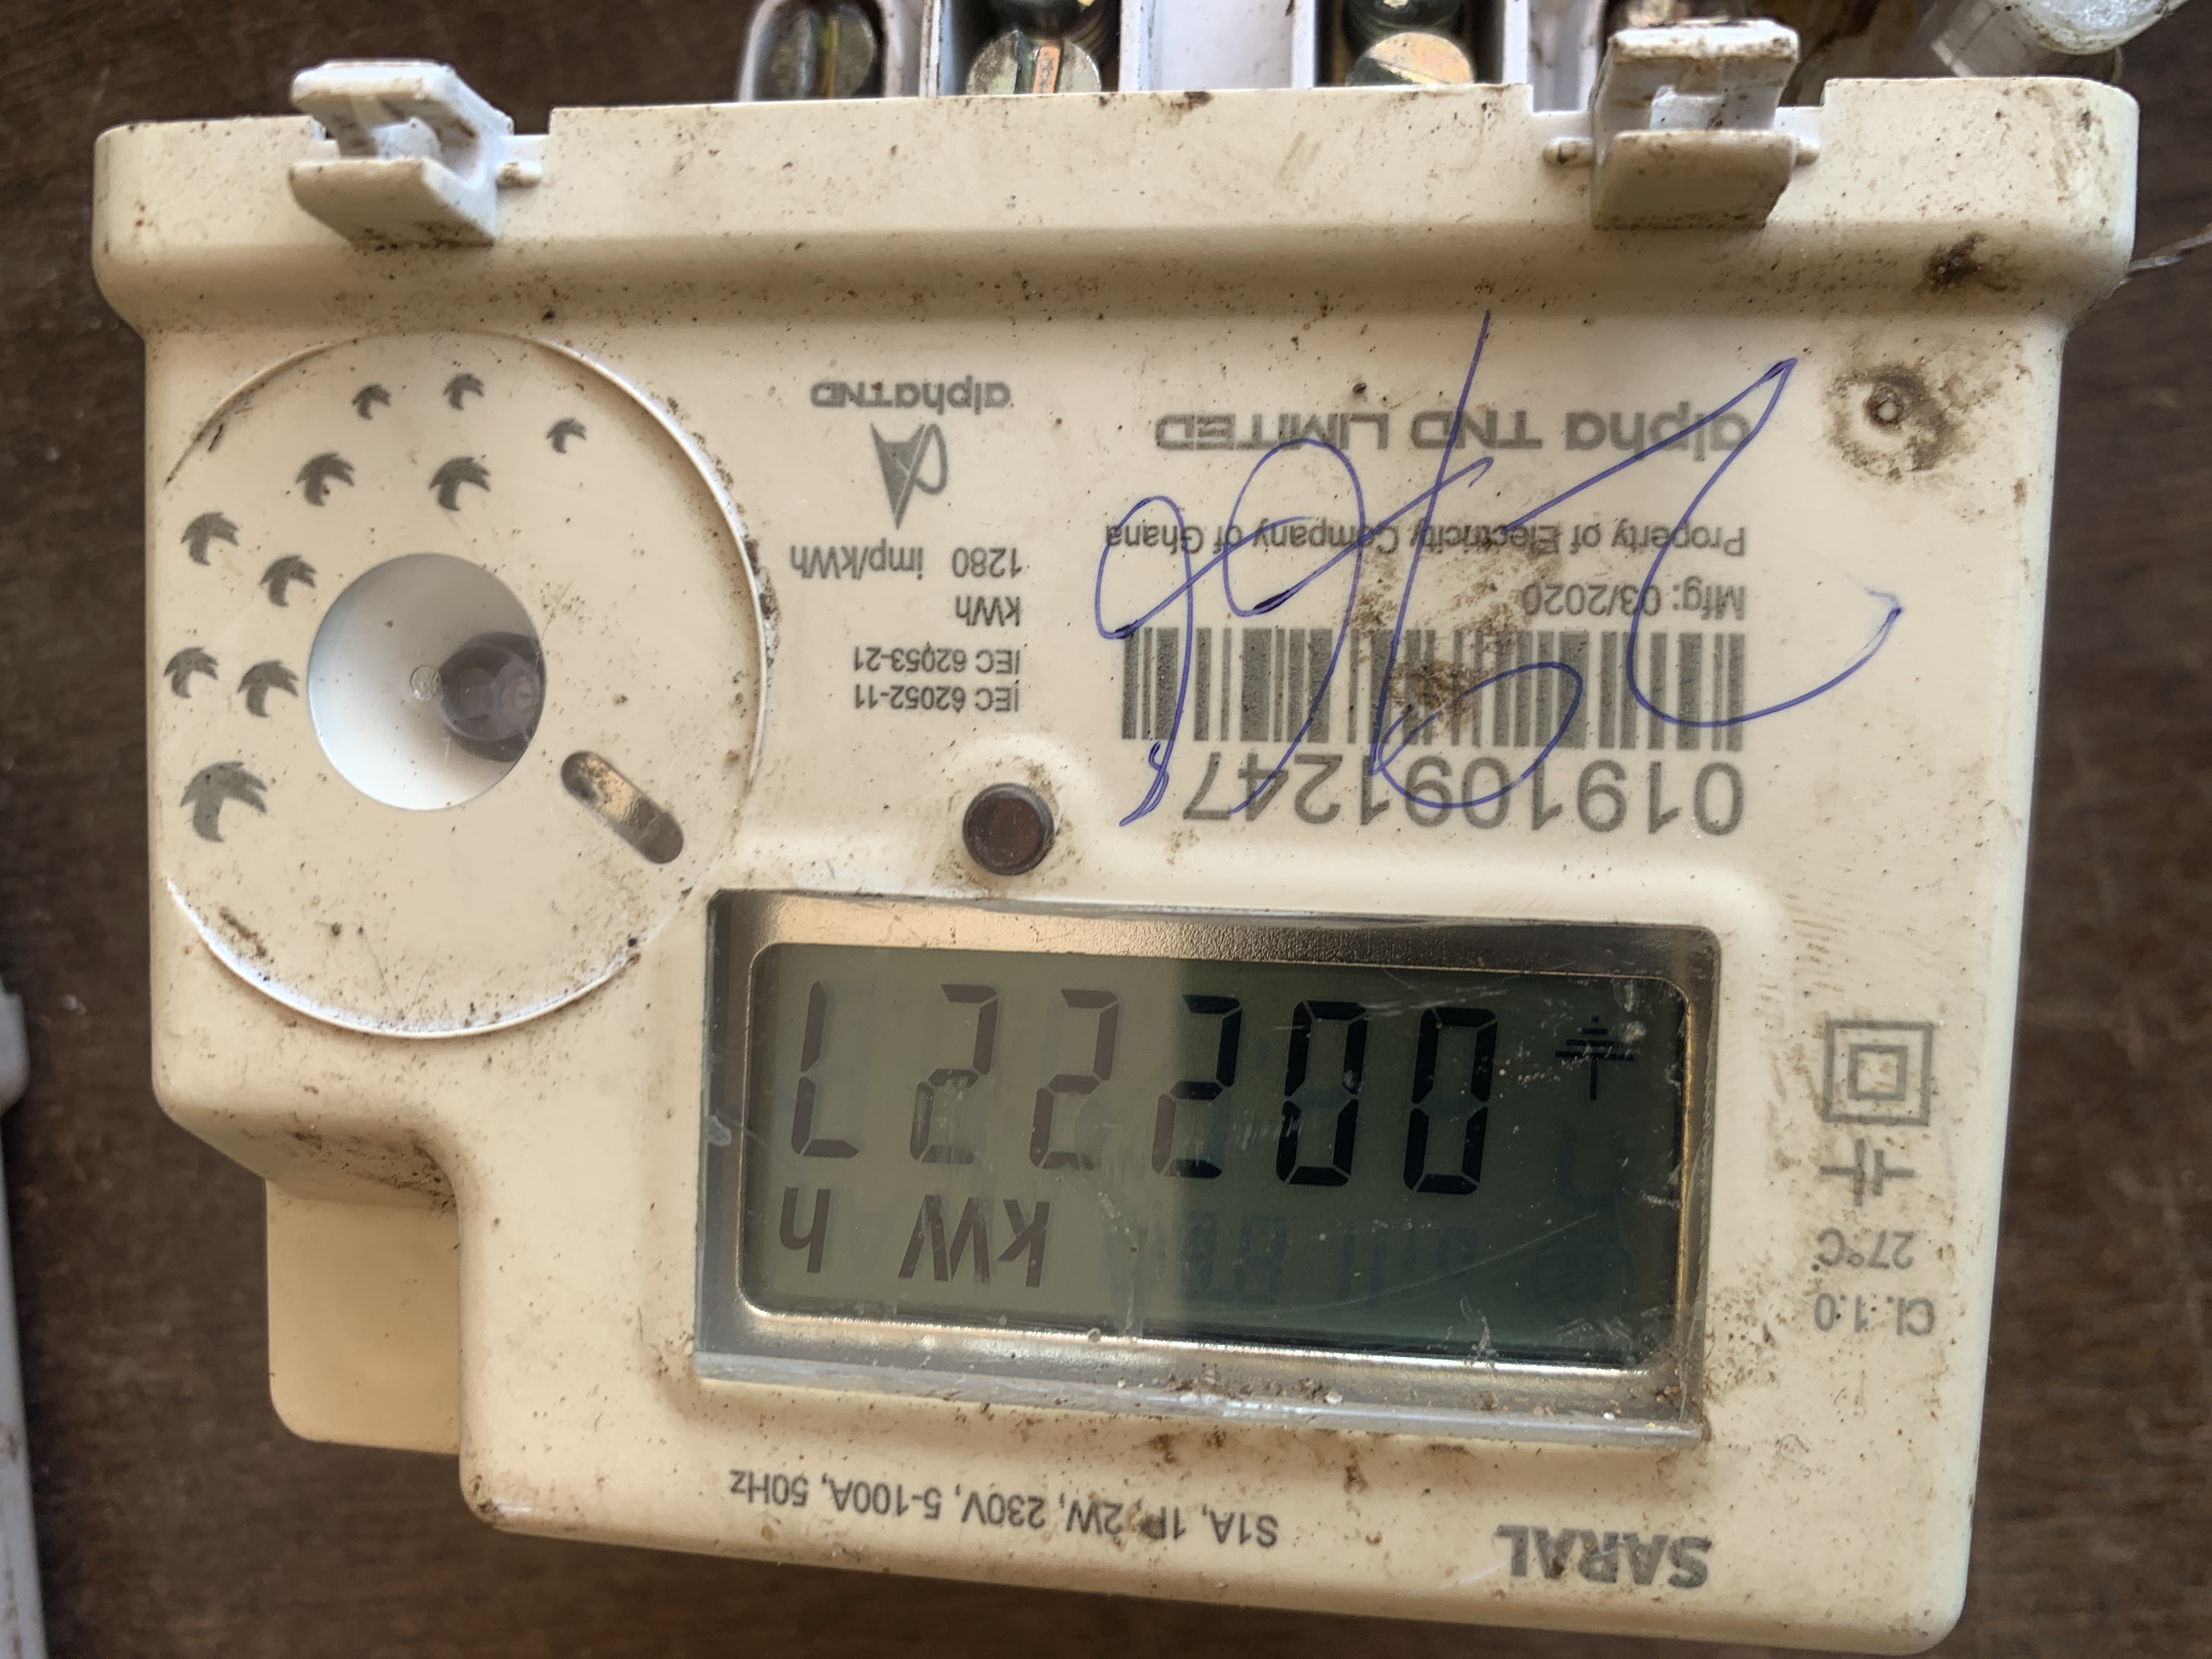 SARAL
S1A, 1P, 2W, 230V, 5-100A, 50Hz
Cl. 1.0
27°C
kW h
002227
0191091247
2966
Mfg: 03/2020
Property of Electricity Company of Ghana
alpha TND LIMITED
IEC 62052-11
IEC 62053-21
kWh
1280 imp/kWh
alphaTND